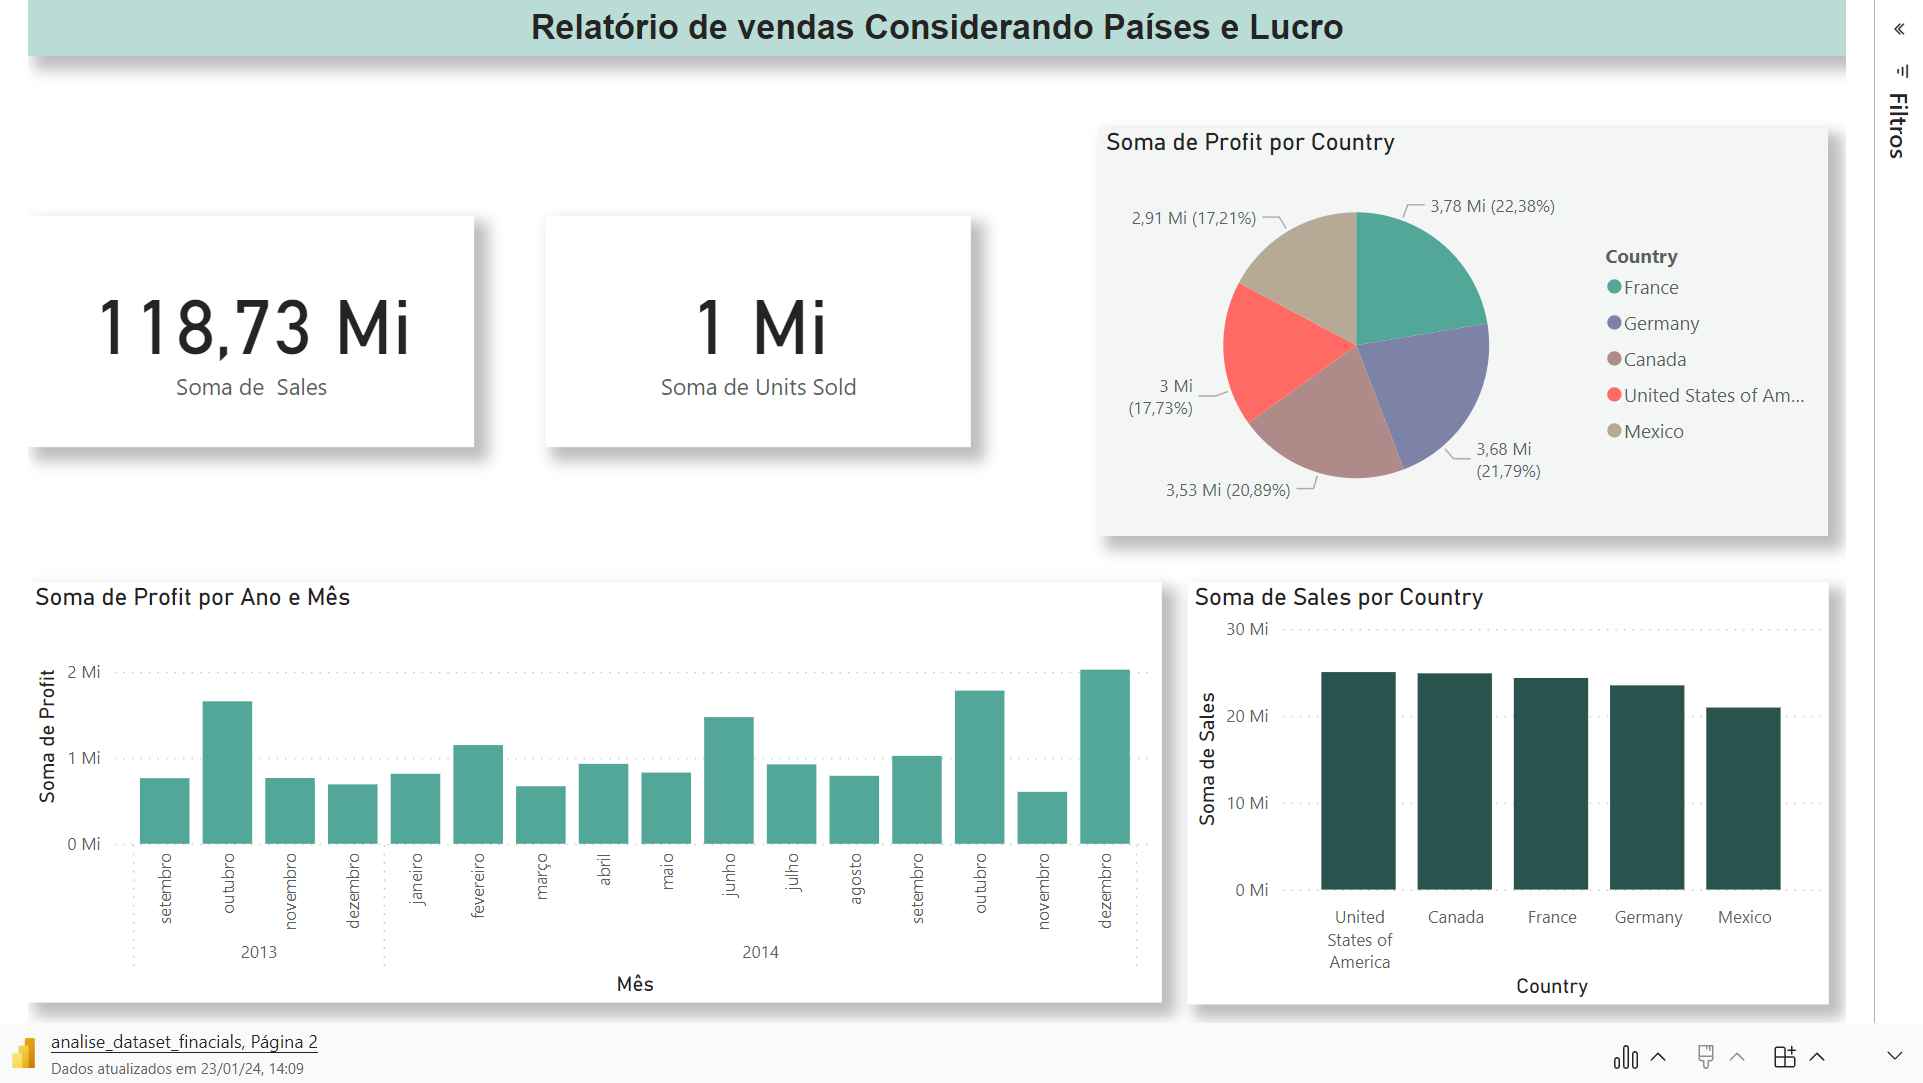 Relatório de vendas Considerando Países e Lucro
Filtros
118,73 Mi
Soma de  Sales
1 Mi
Soma de Units Sold
Soma de Profit por Country
2,91 Mi (17,21%)
3,78 Mi (22,38%)
3 Mi
(17,73%)
3,68 Mi
(21,79%)
3,53 Mi (20,89%)
Country
France
Germany
Canada
United States of Am...
Mexico
Soma de Profit por Ano e Mês
Soma de Profit
2 Mi
1 Mi
0 Mi
setembro
outubro
novembro
dezembro
janeiro
fevereiro
março
abril
maio
junho
julho
agosto
setembro
outubro
novembro
dezembro
2013
2014
Mês
Soma de Sales por Country
Soma de Sales
30 Mi
20 Mi
10 Mi
0 Mi
United
States of
America
Canada
France
Germany
Mexico
Country
analise_dataset_finacials, Página 2
Dados atualizados em 23/01/24, 14:09